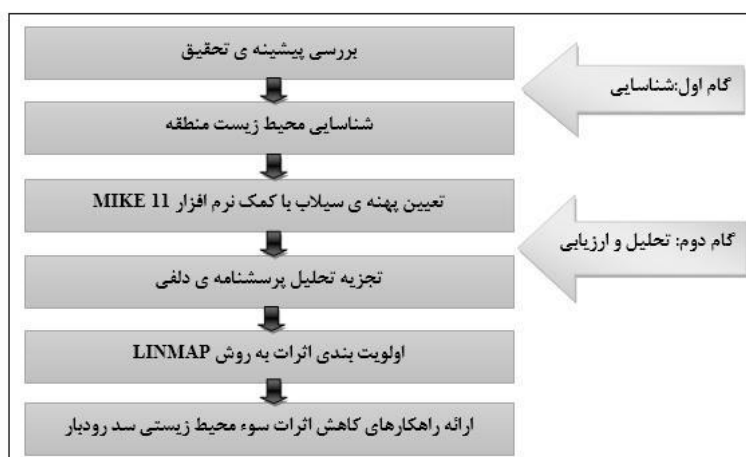 بررسی پیشینه ی تحقیق
گام اول:شناسایی
شناسایی محیط زیست منطقه
تعیین پهنه ی سیلاب با کمک نرم افزار MIKE 11
گام دوم: تحلیل و ارزیابی
تجزیه تحلیل پرسشنامه ی دلفی
اولویت بندی اثرات به روش LINMAP
ارائه راهکارهای کاهش اثرات سوء محیط زیستی سد رودبار